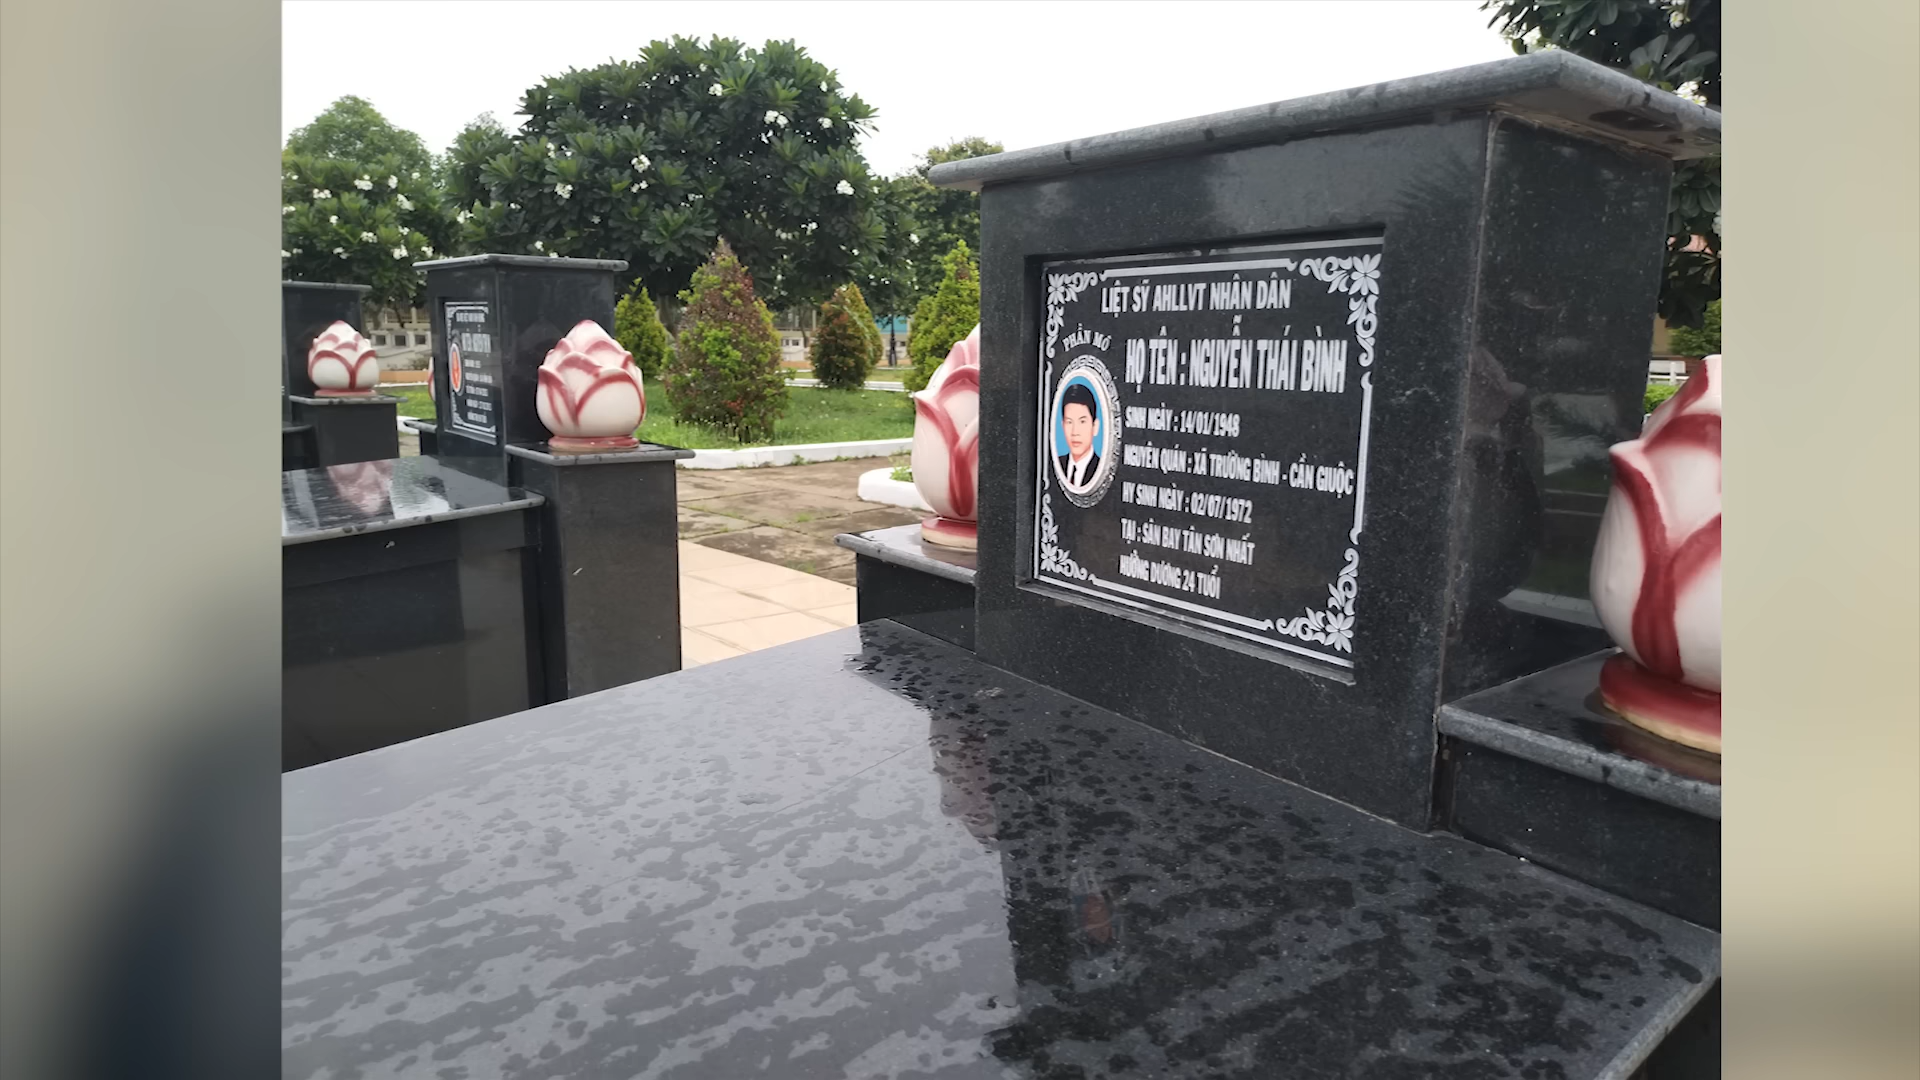 LIỆT SỸ AHLLVT NHÂN DÂN
PHẦN MỘ
HỌ TÊN : NGUYỄN THÁI BÌNH
SINH NGÀY : 14/01/1948
NGUYÊN QUÁN : XÃ TRƯỜNG BÌNH - CẦN GIUỘC
HY SINH NGÀY : 02/07/1972
TẠI : SÂN BAY TÂN SƠN NHẤT
HƯỞNG DƯƠNG 24 TUỔI